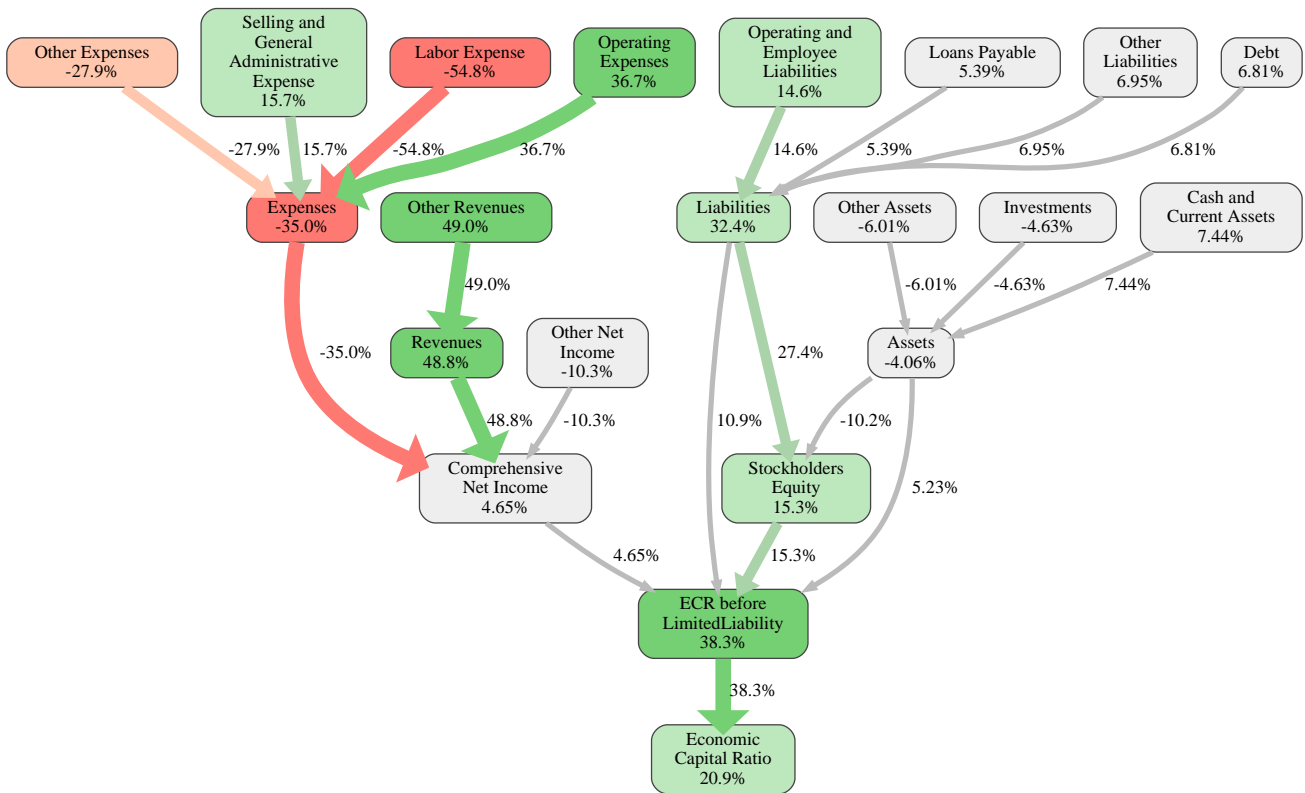 Other Expenses
-27.9%
Selling and
General
Administrative
Expense
15.7%
Labor Expense
-54.8%
Operating
Expenses
36.7%
Operating and
Employee
Liabilities
14.6%
Loans Payable
5.39%
Other
Liabilities
6.95%
Debt
6.81%
-27.9%
15.7%
-54.8%
36.7%
14.6%
5.39%
6.95%
6.81%
Expenses
-35.0%
Other Revenues
49.0%
Liabilities
32.4%
Other Assets
-6.01%
Investments
-4.63%
Cash and
Current Assets
7.44%
49.0%
-6.01%
-4.63%
7.44%
-35.0%
Revenues
48.8%
Other Net
Income
-10.3%
27.4%
Assets
-4.06%
48.8%
-10.3%
10.9%
-10.2%
5.23%
Comprehensive
Net Income
4.65%
Stockholders
Equity
15.3%
4.65%
15.3%
ECR before
LimitedLiability
38.3%
38.3%
Economic
Capital Ratio
20.9%